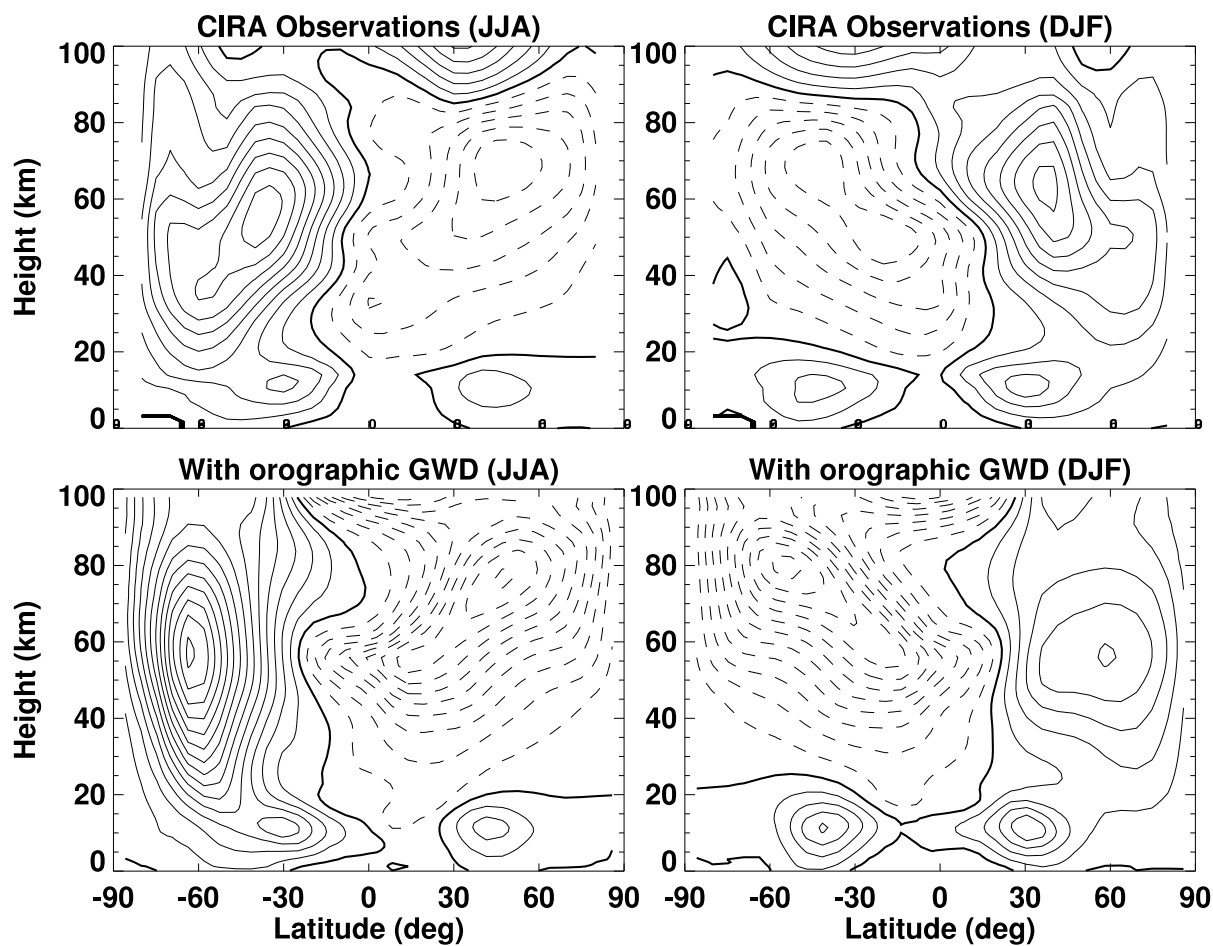 CIRA Observations (JJA)
CIRA Observations (DJF)
Height (km)
100
80
60
40
20
0
100
80
60
40
20
0
With orographic GWD (JJA)
With orographic GWD (DJF)
Height (km)
100
80
60
40
20
0
100
80
60
40
20
0
-90 -60 -30 0 30 60 90
-90 -60 -30 0 30 60 90
Latitude (deg)
Latitude (deg)